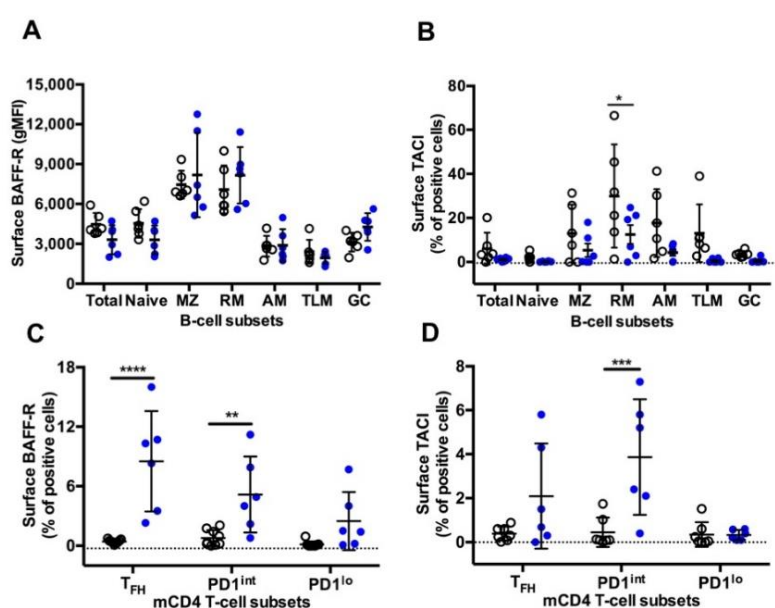 A
Surface BAFF-R (gMFI)
15,000
12,000
9,000
6,000
3,000
0
Total Naive MZ RM AM TLM GC
B-cell subsets
B
Surface TACI
(% of positive cells)
80
60
40
20
0
*
Total Naive MZ RM AM TLM GC
B-cell subsets
C
Surface BAFF-R
(% of positive cells)
18
12
6
0
****
**
TFH PD1int PD1lo
mCD4 T-cell subsets
D
Surface TACI
(% of positive cells)
8
6
4
2
0
***
TFH PD1int PD1lo
mCD4 T-cell subsets